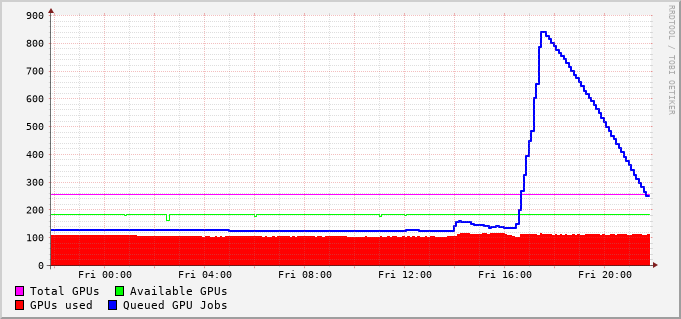 RRDTOOL / TOBI OETIKER
900
800
700
600
500
400
300
200
100
0
Fri 00:00 Fri 04:00 Fri 08:00 Fri 12:00 Fri 16:00 Fri 20:00
Total GPUs Available GPUs
GPUs used Queued GPU Jobs